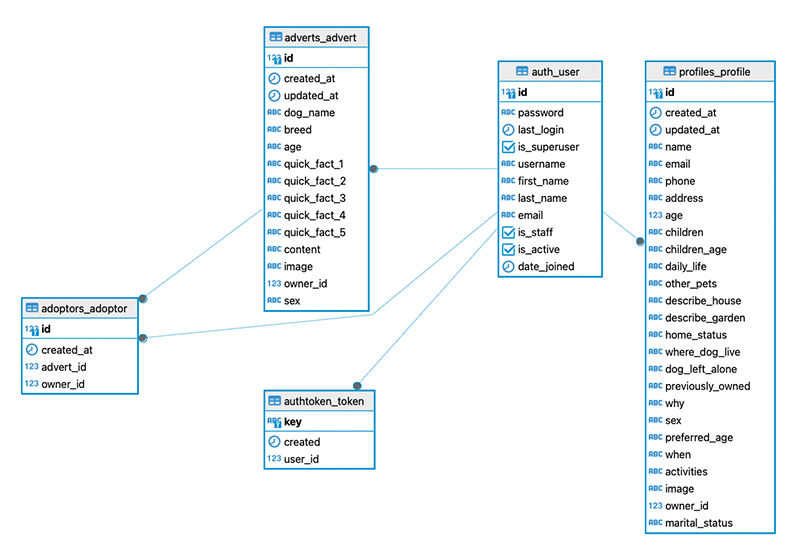 adverts_advert
123 id
created_at
updated_at
ABC dog_name
ABC breed
ABC age
ABC quick_fact_1
ABC quick_fact_2
ABC quick_fact_3
ABC quick_fact_4
ABC quick_fact_5
ABC content
ABC image
123 owner_id
ABC sex
auth_user
123 id
ABC password
last_login
is_superuser
ABC username
ABC first_name
ABC last_name
ABC email
is_staff
is_active
date_joined
profiles_profile
123 id
created_at
updated_at
ABC name
ABC email
ABC phone
ABC address
123 age
ABC children
ABC children_age
ABC daily_life
ABC other_pets
ABC describe_house
ABC describe_garden
ABC home_status
ABC where_dog_live
ABC dog_left_alone
ABC previously_owned
ABC why
ABC sex
ABC preferred_age
ABC when
ABC activities
ABC image
123 owner_id
ABC marital_status
adoptors_adoptor
123 id
created_at
123 advert_id
123 owner_id
authtoken_token
ABC key
created
123 user_id